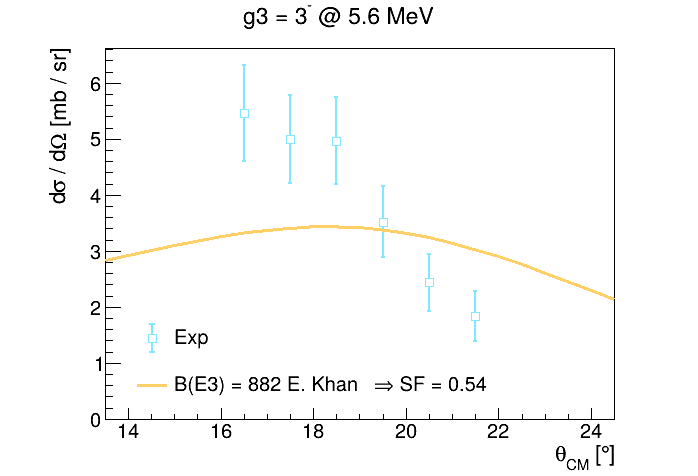 g3 = 3⁻ @ 5.6 MeV
dσ / dΩ [mb / sr]
6
5
4
3
2
1
0
Exp
B(E3) = 882 E. Khan ⇒ SF = 0.54
14 16 18 20 22 24
θ_CM [°]